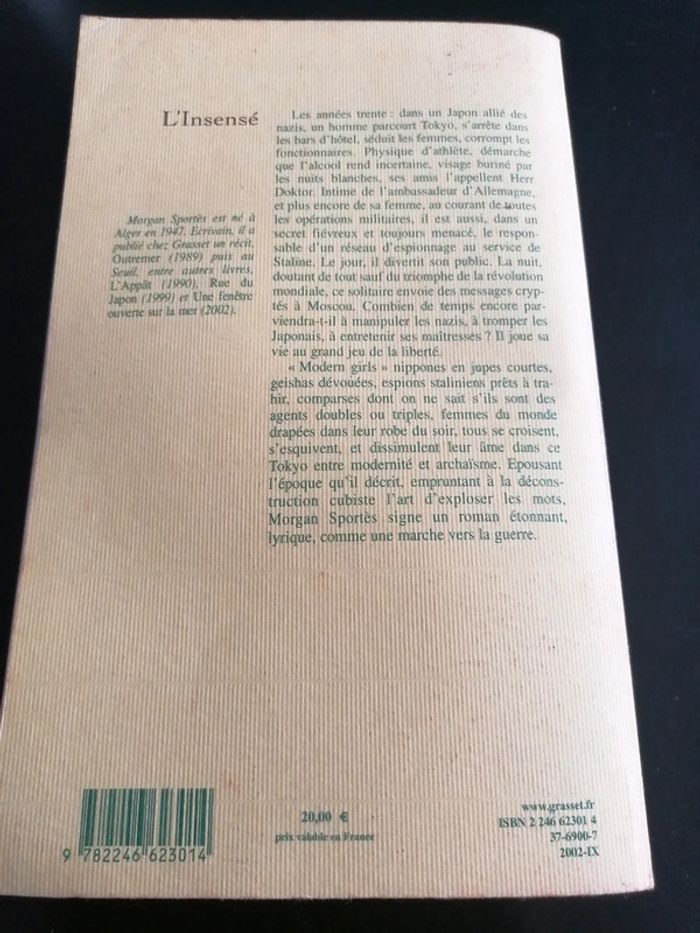 L'Insensé
Morgan Sportès est né à
Alger en 1947. Ecrivain, il a
publié chez Grasset un récit,
Outremer (1989) puis au
Seuil, entre autres livres,
L'Appât (1990), Rue du
Japon (1999) et Une fenêtre
ouverte sur la mer (2002).
Les années trente : dans un Japon allié des
nazis, un homme parcourt Tokyo, s'arrête dans
les bars d'hôtel, séduit les femmes, corrompt les
fonctionnaires. Physique d'athlète, démarche
que l'alcool rend incertaine, visage buriné par
les nuits blanches, ses amis l'appellent Herr
Doktor. Intime de l'ambassadeur d'Allemagne,
et plus encore de sa femme, au courant de toutes
les opérations militaires, il est aussi, dans un
secret fiévreux et toujours menacé, le respon-
sable d'un réseau d'espionnage au service de
Staline. Le jour, il divertit son public. La nuit,
doutant de tout sauf du triomphe de la révolution
mondiale, ce solitaire envoie des messages cryp-
tés à Moscou. Combien de temps encore par-
viendra-t-il à manipuler les nazis, à tromper les
Japonais, à entretenir ses maîtresses ? Il joue sa
vie au grand jeu de la liberté.
« Modern girls » nippones en jupes courtes,
geishas dévouées, espions staliniens prêts à tra-
hir, comparses dont on ne sait s'ils sont des
agents doubles ou triples, femmes du monde
drapées dans leur robe du soir, tous se croisent,
s'esquivent, et dissimulent leur âme dans ce
Tokyo entre modernité et archaïsme. Epousant
l'époque qu'il décrit, empruntant à la décons-
truction cubiste l'art d'exploser les mots,
Morgan Sportès signe un roman étonnant,
lyrique, comme une marche vers la guerre.
9 782246 623014
20,00 €
prix valable en France
www.grasset.fr
ISBN 2 246 62301 4
37-6900-7
2002-IX